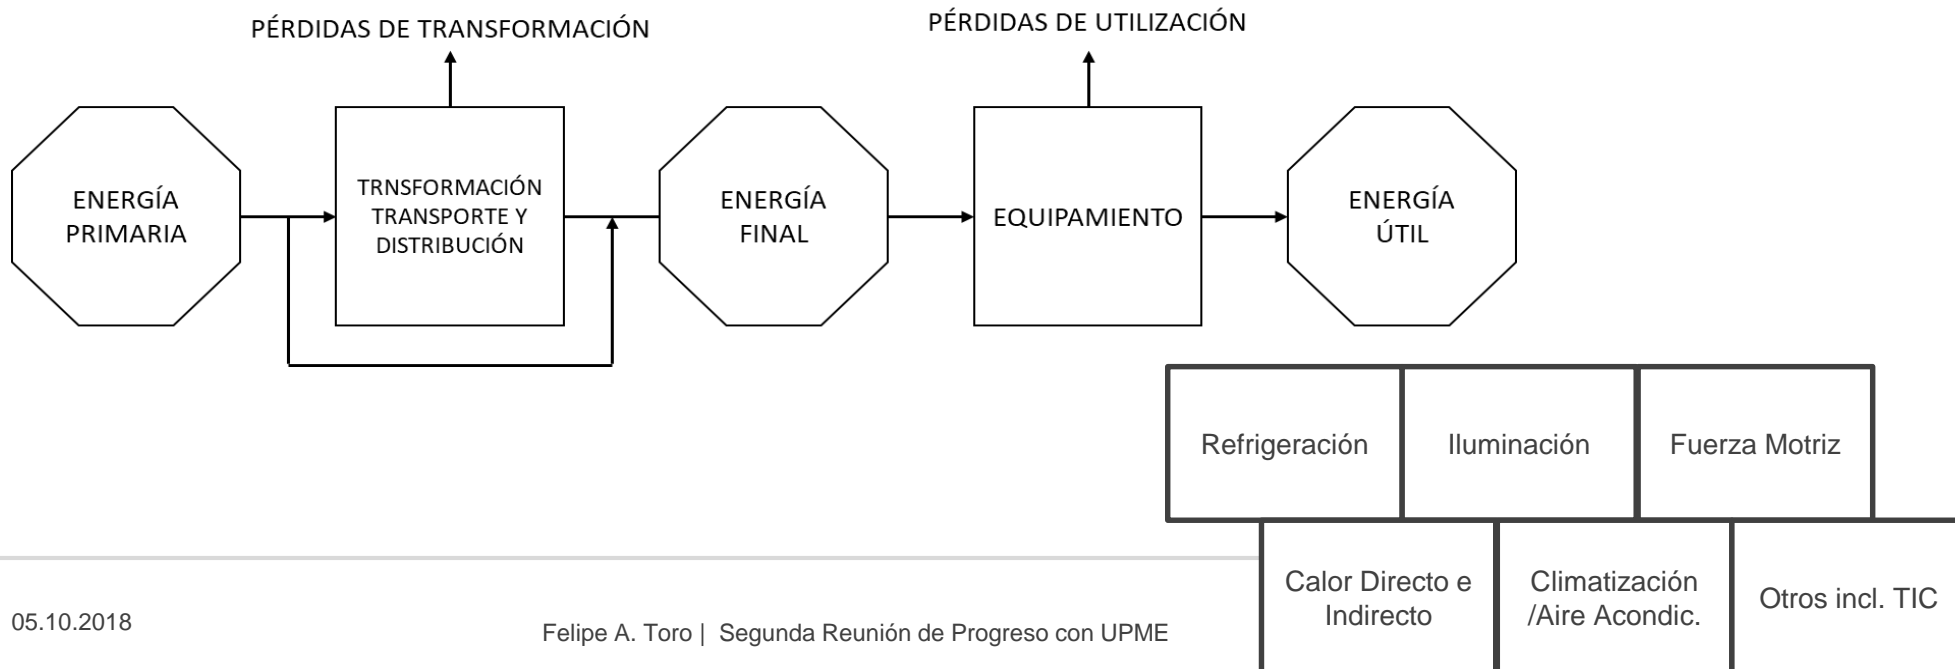 PÉRDIDAS DE TRANSFORMACIÓN
PÉRDIDAS DE UTILIZACIÓN
ENERGÍA
PRIMARIA
TRNSFORMACIÓN
TRANSPORTE Y
DISTRIBUCIÓN
ENERGÍA
FINAL
EQUIPAMIENTO
ENERGÍA
ÚTIL
Refrigeración
Iluminación
Fuerza Motriz
Calor Directo e
Indirecto
Climatización
/Aire Acondic.
Otros incl. TIC
05.10.2018
Felipe A. Toro | Segunda Reunión de Progreso con UPME